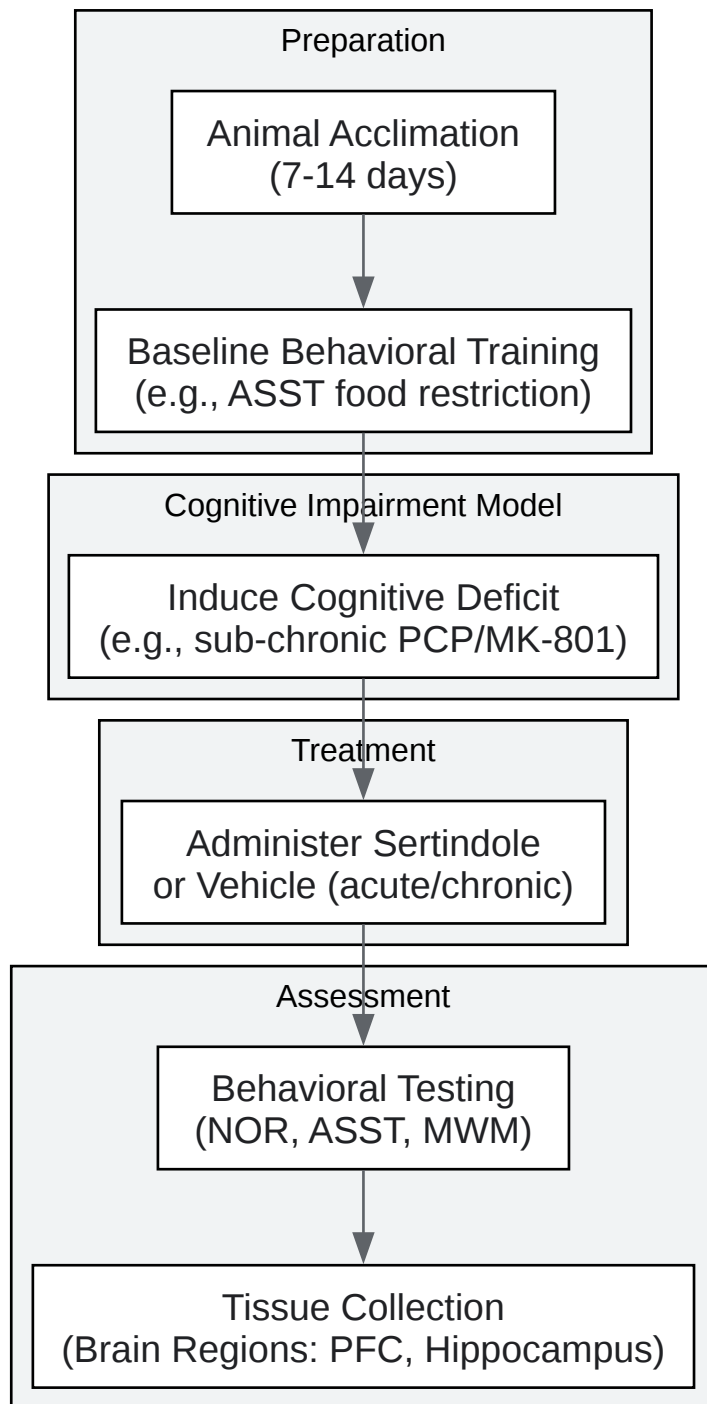 Preparation
Animal Acclimation
(7-14 days)
Baseline Behavioral Training
(e.g., ASST food restriction)
Cognitive Impairment Model
Induce Cognitive Deficit
(e.g., sub-chronic PCP/MK-801)
Treatment
Administer Sertindole
or Vehicle (acute/chronic)
Assessment
Behavioral Testing
(NOR, ASST, MWM)
Tissue Collection
(Brain Regions: PFC, Hippocampus)